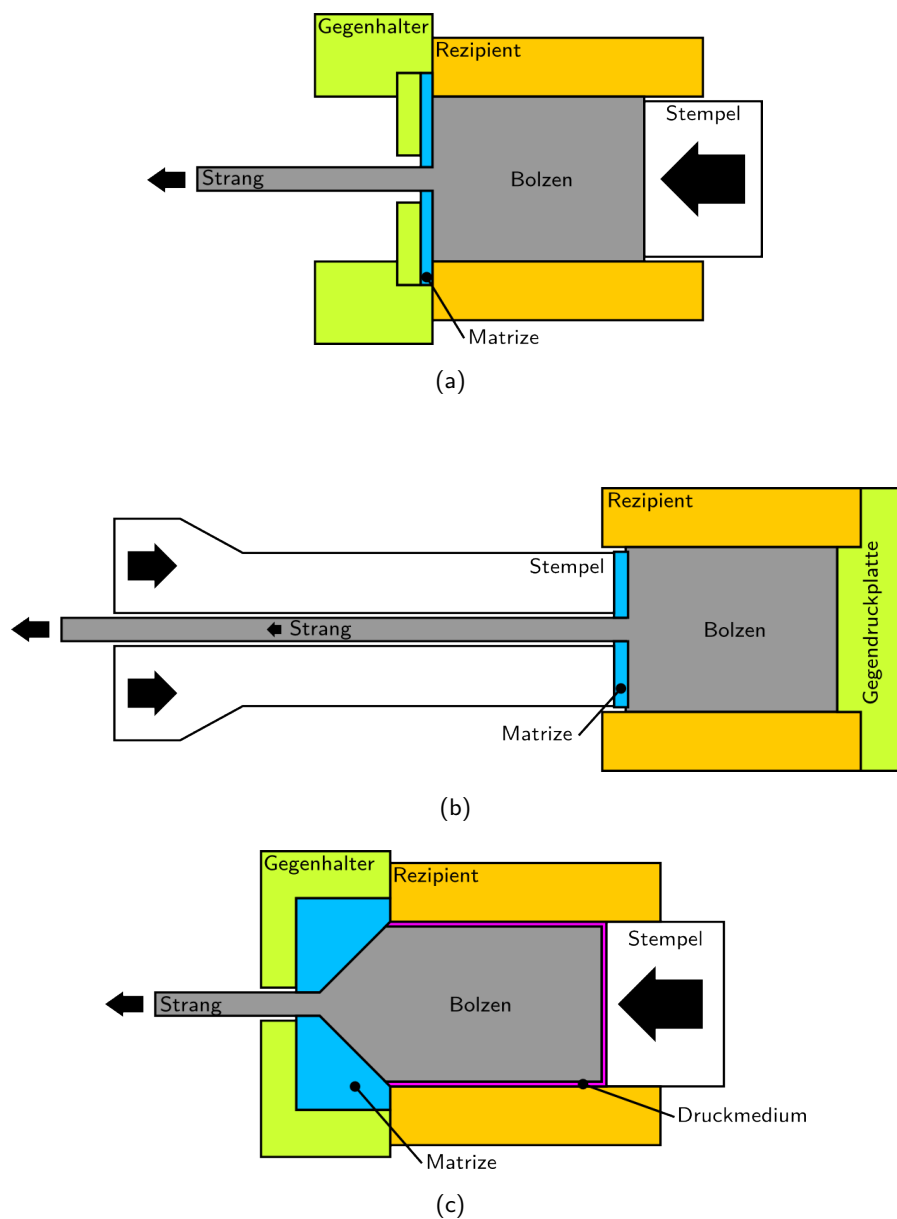 Gegenhalter
Rezipient
Stempel
Strang
Bolzen
Matrize
(a)
Rezipient
Gegendruckplatte
Stempel
Strang
Bolzen
Matrize
(b)
Gegenhalter
Rezipient
Stempel
Strang
Bolzen
Druckmedium
Matrize
(c)